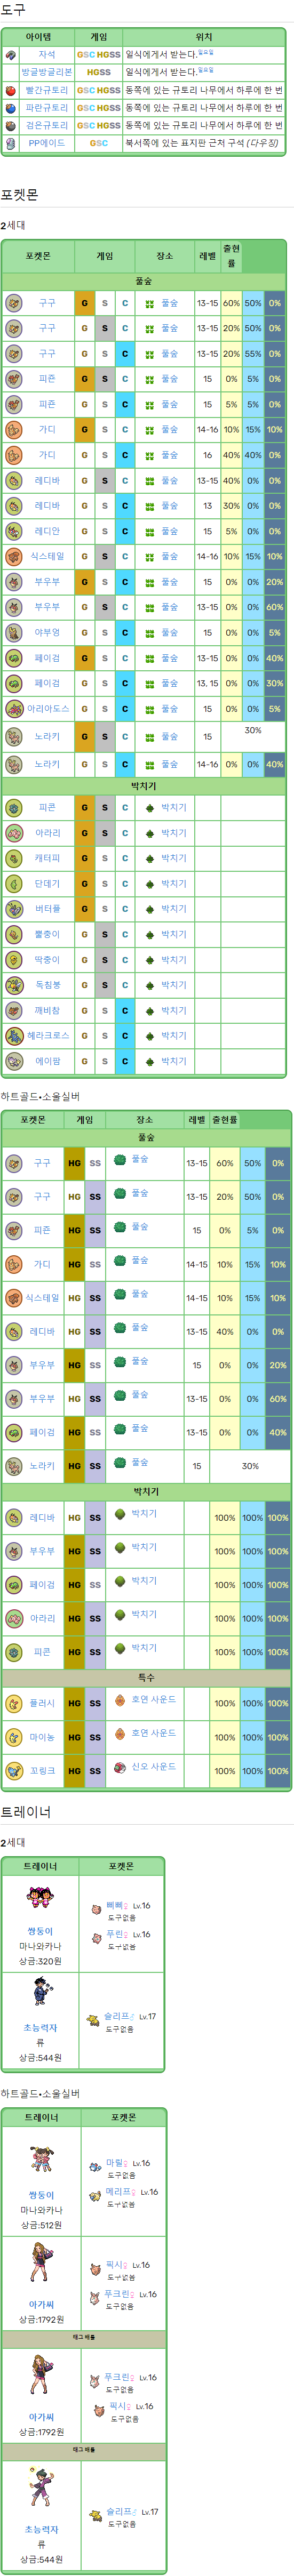 도구
아이템 게임 위치
자석 GSC HGSS 일식에게서 받는다.일요일
방글방글리본 HGSS 일식에게서 받는다.일요일
빨간규토리 GSC HGSS 동쪽에 있는 규토리 나무에서 하루에 한 번
파란규토리 GSC HGSS 동쪽에 있는 규토리 나무에서 하루에 한 번
검은규토리 GSC HGSS 동쪽에 있는 규토리 나무에서 하루에 한 번
PP에이드 GSC 북서쪽에 있는 표지판 근처 구석 (다우징)
포켓몬
2세대
포켓몬 게임 장소 레벨 출현률
풀숲
구구 G S C 풀숲 13-15 60% 50% 0%
구구 G S C 풀숲 13-15 20% 50% 0%
구구 G S C 풀숲 13-15 20% 55% 0%
피죤 G S C 풀숲 15 0% 5% 0%
피죤 G S C 풀숲 15 5% 5% 0%
가디 G S C 풀숲 14-16 10% 15% 10%
가디 G S C 풀숲 16 40% 40% 0%
레디바 G S C 풀숲 13-15 40% 0% 0%
레디바 G S C 풀숲 13 30% 0% 0%
레디안 G S C 풀숲 15 5% 0% 0%
식스테일 G S C 풀숲 14-16 10% 15% 10%
부우부 G S C 풀숲 15 0% 0% 20%
부우부 G S C 풀숲 13-15 0% 0% 60%
야부엉 G S C 풀숲 15 0% 0% 5%
페이검 G S C 풀숲 13-15 0% 0% 40%
페이검 G S C 풀숲 13, 15 0% 0% 30%
아리아도스 G S C 풀숲 15 0% 0% 5%
노라키 G S C 풀숲 15 30%
노라키 G S C 풀숲 14-16 0% 0% 40%
박치기
피콘 G S C 박치기
아라리 G S C 박치기
캐터피 G S C 박치기
단데기 G S C 박치기
버터플 G S C 박치기
뿔충이 G S C 박치기
딱충이 G S C 박치기
독침붕 G S C 박치기
깨비참 G S C 박치기
헤라크로스 G S C 박치기
에이팜 G S C 박치기
하트골드•소울실버
포켓몬 게임 장소 레벨 출현률
풀숲
구구 HG SS 풀숲 13-15 60% 50% 0%
구구 HG SS 풀숲 13-15 20% 50% 0%
피죤 HG SS 풀숲 15 0% 5% 0%
가디 HG SS 풀숲 14-15 10% 15% 10%
식스테일 HG SS 풀숲 14-15 10% 15% 10%
레디바 HG SS 풀숲 13-15 40% 0% 0%
부우부 HG SS 풀숲 15 0% 0% 20%
부우부 HG SS 풀숲 13-15 0% 0% 60%
페이검 HG SS 풀숲 13-15 0% 0% 40%
노라키 HG SS 풀숲 15 30%
박치기
레디바 HG SS 박치기 100% 100% 100%
부우부 HG SS 박치기 100% 100% 100%
페이검 HG SS 박치기 100% 100% 100%
아라리 HG SS 박치기 100% 100% 100%
피콘 HG SS 박치기 100% 100% 100%
특수
플러시 HG SS 호연 사운드 100% 100% 100%
마이농 HG SS 호연 사운드 100% 100% 100%
꼬링크 HG SS 신오 사운드 100% 100% 100%
트레이너
2세대
트레이너 포켓몬
쌍둥이
마나와카나
상금:320원
삐삐♀ Lv.16
도구없음
푸린♀ Lv.16
도구없음
초능력자
류
상금:544원
슬리프♂ Lv.17
도구없음
하트골드•소울실버
트레이너 포켓몬
쌍둥이
마나와카나
상금:512원
마릴♀ Lv.16
도구없음
메리프♀ Lv.16
도구없음
아가씨
상금:1792원
픽시♀ Lv.16
도구없음
푸크린♀ Lv.16
도구없음
태그 배틀
아가씨
상금:1792원
푸크린♀ Lv.16
도구없음
픽시♀ Lv.16
도구없음
태그 배틀
초능력자
류
상금:544원
슬리프♂ Lv.17
도구없음